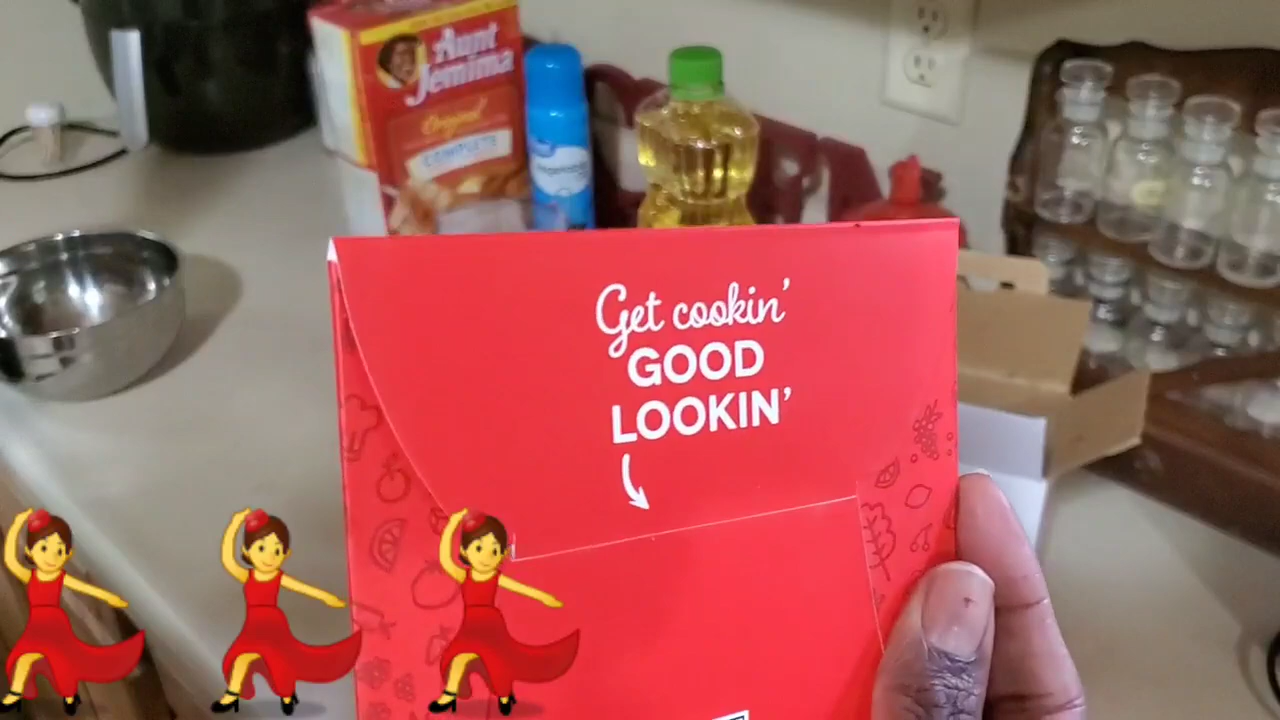 Aunt
Jemima
Original
COMPLETE
Get cookin'
GOOD
LOOKIN'